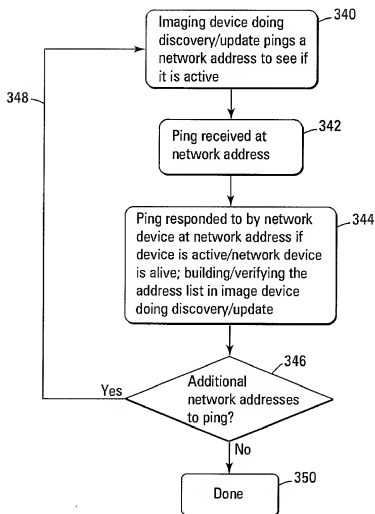 340
Imaging device doing
discovery/update pings a
network address to see if
it is active
348
342
Ping received at
network address
344
Ping responded to by network
device at network address if
device is active/network device
is alive; building/verifying the
address list in image device
doing discovery/update
346
Additional
network addresses
to ping?
Yes
No
350
Done